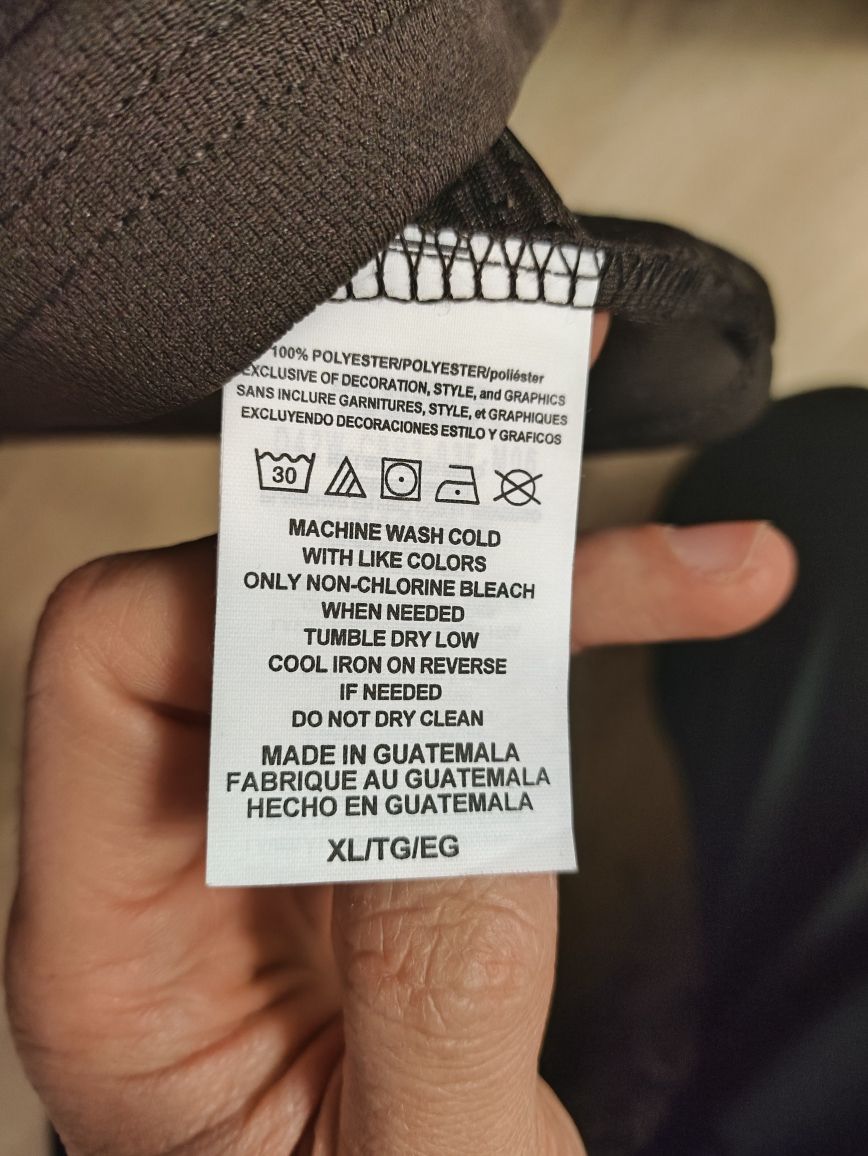 100% POLYESTER/POLYESTER/poliéster
EXCLUSIVE OF DECORATION, STYLE, and GRAPHICS
SANS INCLURE GARNITURES, STYLE, et GRAPHIQUES
EXCLUYENDO DECORACIONES ESTILO Y GRAFICOS
30
MACHINE WASH COLD
WITH LIKE COLORS
ONLY NON-CHLORINE BLEACH
WHEN NEEDED
TUMBLE DRY LOW
COOL IRON ON REVERSE
IF NEEDED
DO NOT DRY CLEAN
MADE IN GUATEMALA
FABRIQUE AU GUATEMALA
HECHO EN GUATEMALA
XL/TG/EG